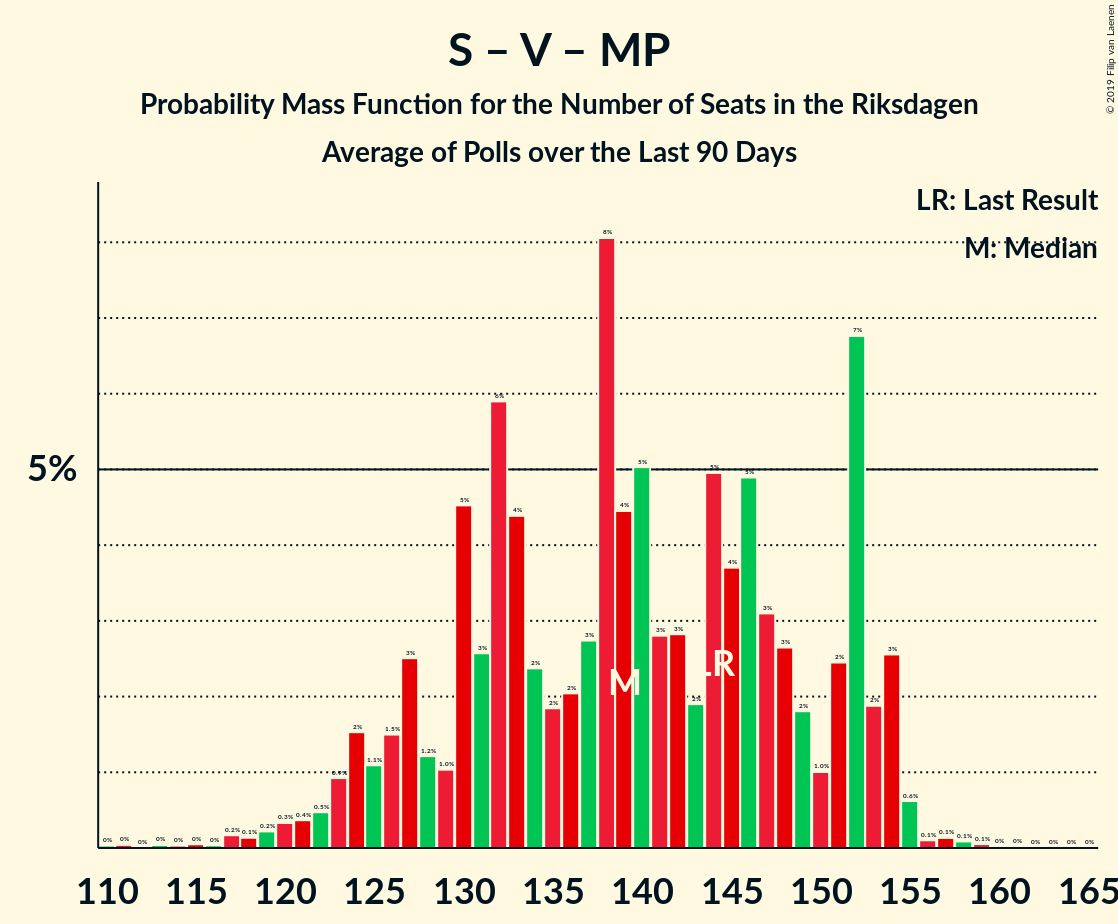 S – V – MP
Probability Mass Function for the Number of Seats in the Riksdagen
Average of Polls over the Last 90 Days
© 2019 Filip van Laenen
LR: Last Result
M: Median
5%
0% 0% 0% 0% 0% 0% 0% 0.2% 0.1% 0.2% 0.3% 0.4% 0.5% 0.9% 2% 1.1% 1.5% 3% 1.2% 1.0% 5% 3% 6% 4% 2% 2% 2% 3% 8% 4% 5% 3% 3% 2% 5% 4% 5% 3% 3% 2% 1.0% 2% 7% 2% 3% 0.6% 0.1% 0.1% 0.1% 0.1% 0% 0% 0% 0% 0% 0%
M
LR
110 115 120 125 130 135 140 145 150 155 160 165